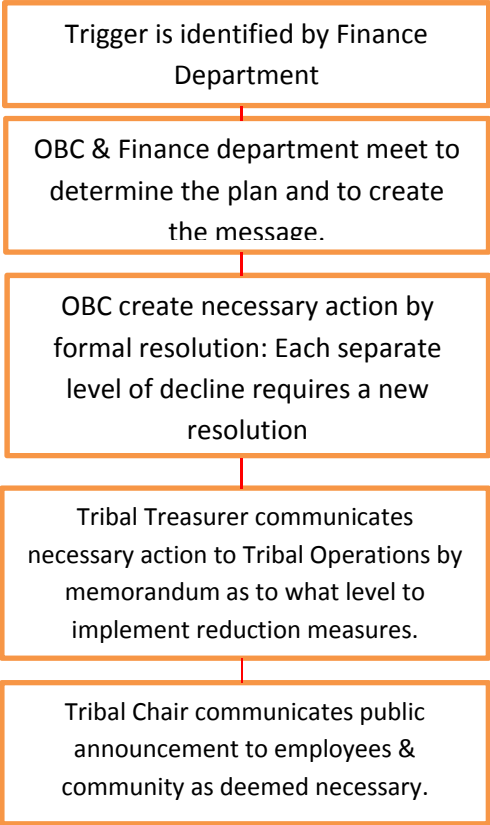 Trigger is identified by Finance
Department
OBC & Finance department meet to
determine the plan and to create
the message.
OBC create necessary action by
formal resolution: Each separate
level of decline requires a new
resolution
Tribal Treasurer communicates
necessary action to Tribal Operations by
memorandum as to what level to
implement reduction measures.
Tribal Chair communicates public
announcement to employees &
community as deemed necessary.